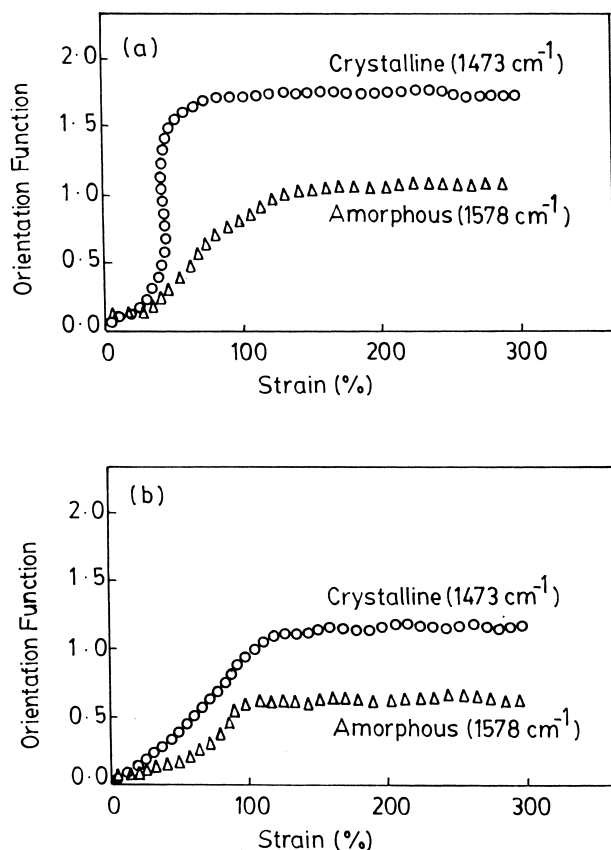 (a)
Crystalline (1473 cm⁻¹)
Amorphous (1578 cm⁻¹)
Orientation Function
2·0
1·5
1·0
0·5
0·0
0
100
200
300
Strain (%)
(b)
Crystalline (1473 cm⁻¹)
Amorphous (1578 cm⁻¹)
Orientation Function
2·0
1·5
1·0
0·5
0·0
0
100
200
300
Strain (%)